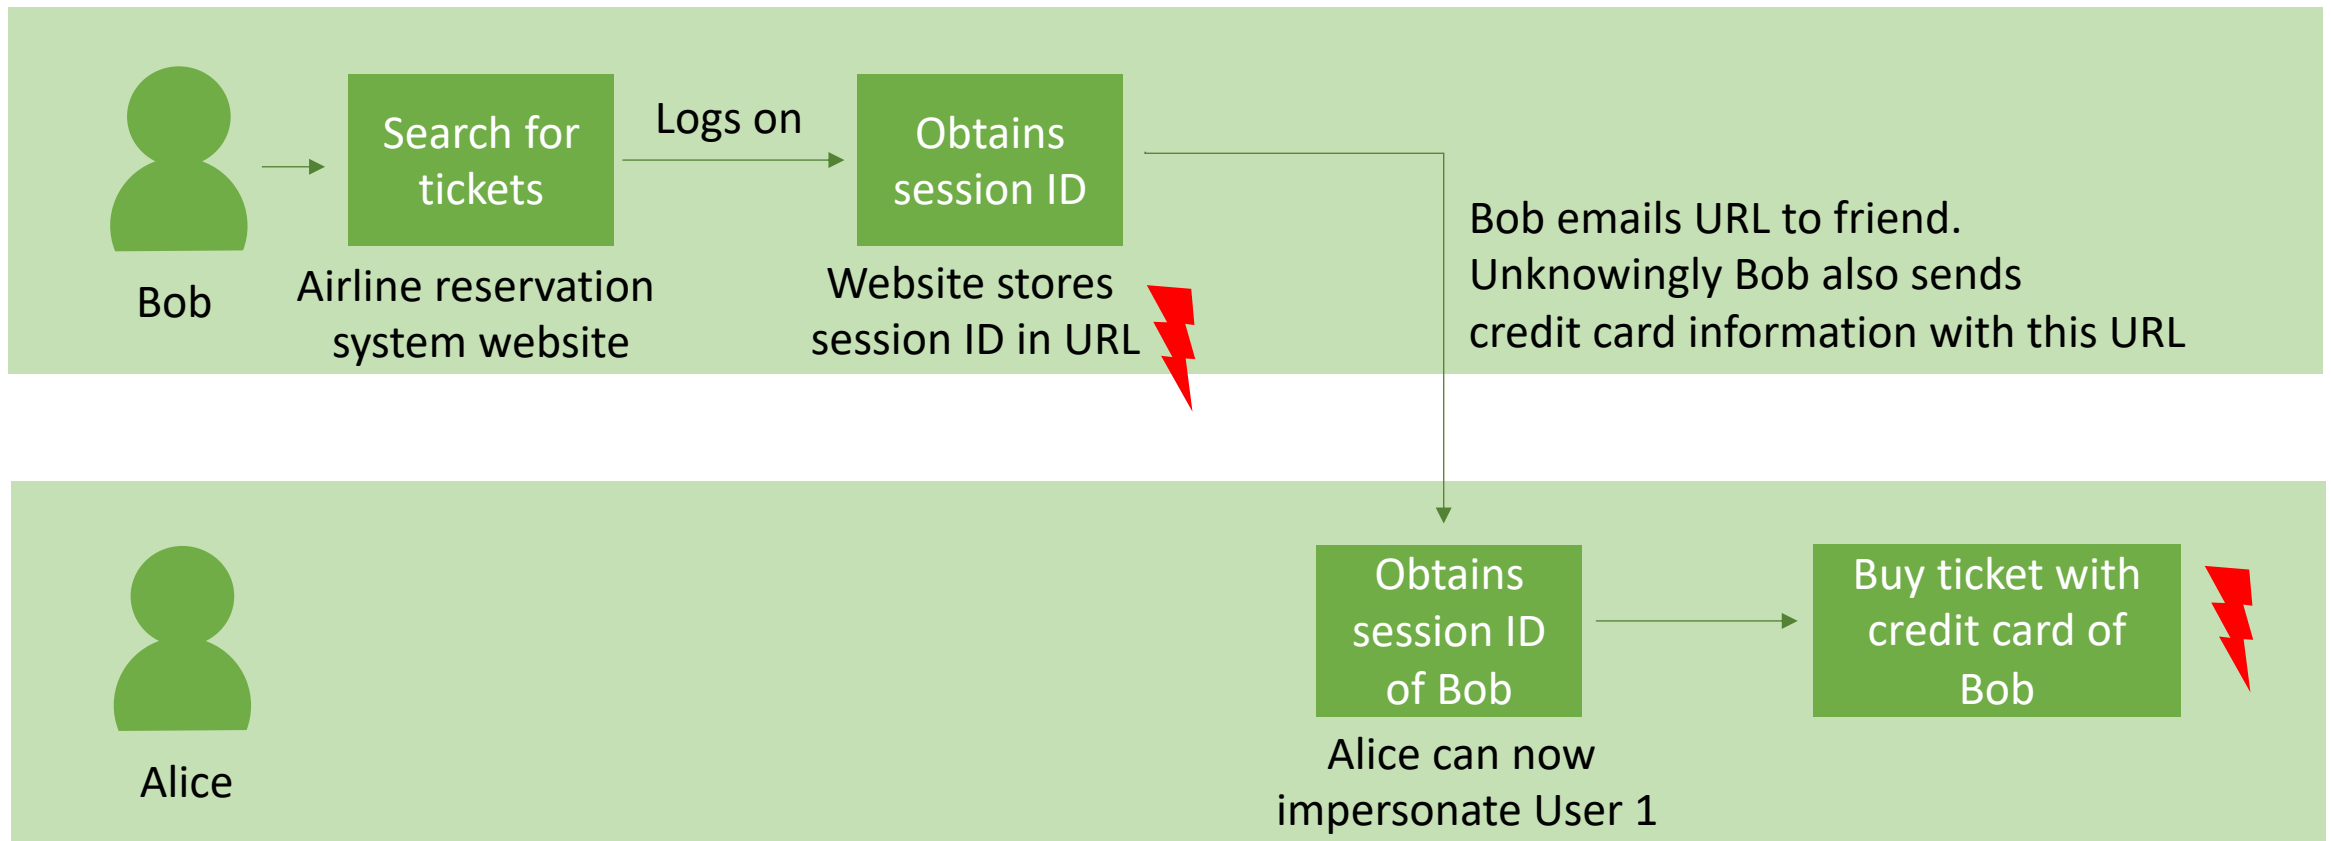 Bob
Search for
tickets
Airline reservation
system website
Logs on
Obtains
session ID
Website stores
session ID in URL
Bob emails URL to friend.
Unknowingly Bob also sends
credit card information with this URL
Alice
Obtains
session ID
of Bob
Alice can now
impersonate User 1
Buy ticket with
credit card of
Bob